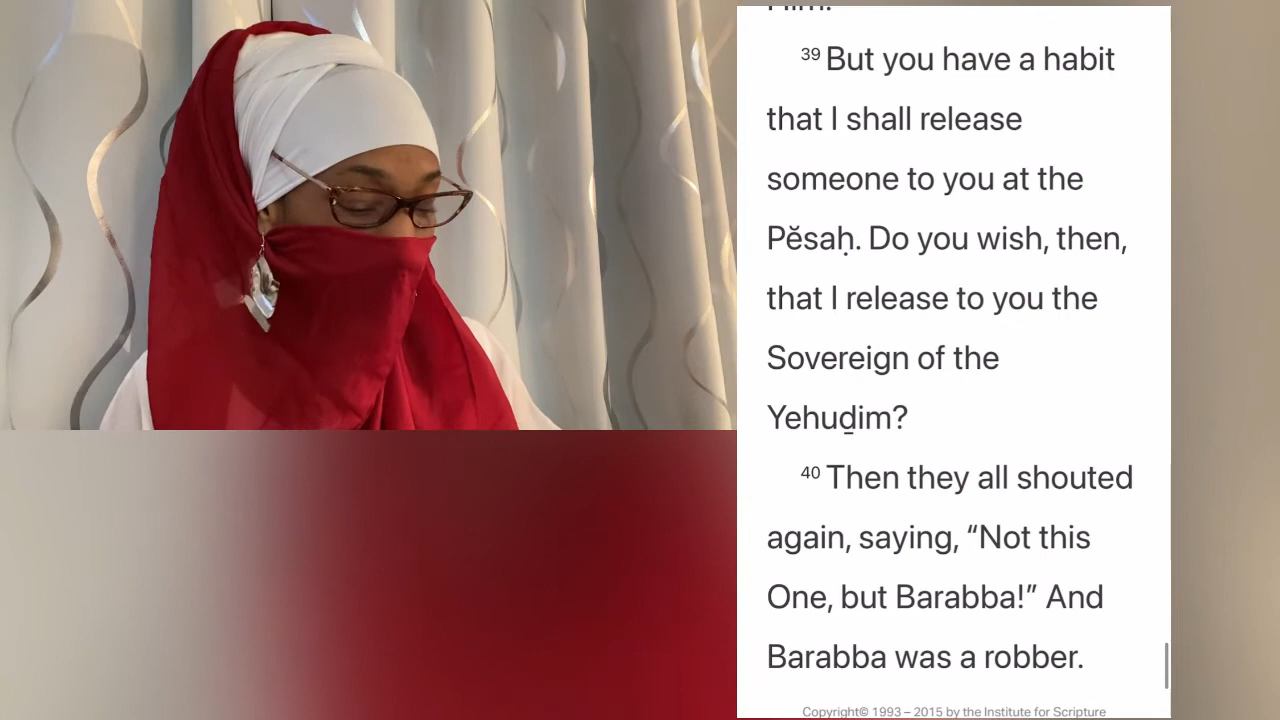 39 But you have a habit
that I shall release
someone to you at the
Pĕsaḥ. Do you wish, then,
that I release to you the
Sovereign of the
Yehuḏim?
40 Then they all shouted
again, saying, “Not this
One, but Barabba!” And
Barabba was a robber.
Copyright© 1993 – 2015 by the Institute for Scripture